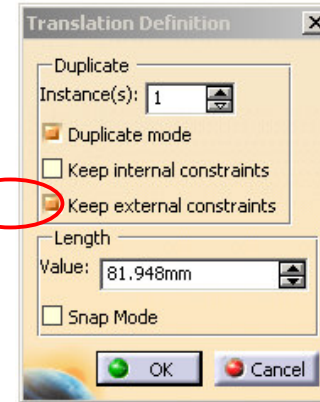 Translation Definition
Duplicate
Instance(s): 1
Duplicate mode
Keep internal constraints
Keep external constraints
Length
Value: 81.948mm
Snap Mode
OK Cancel